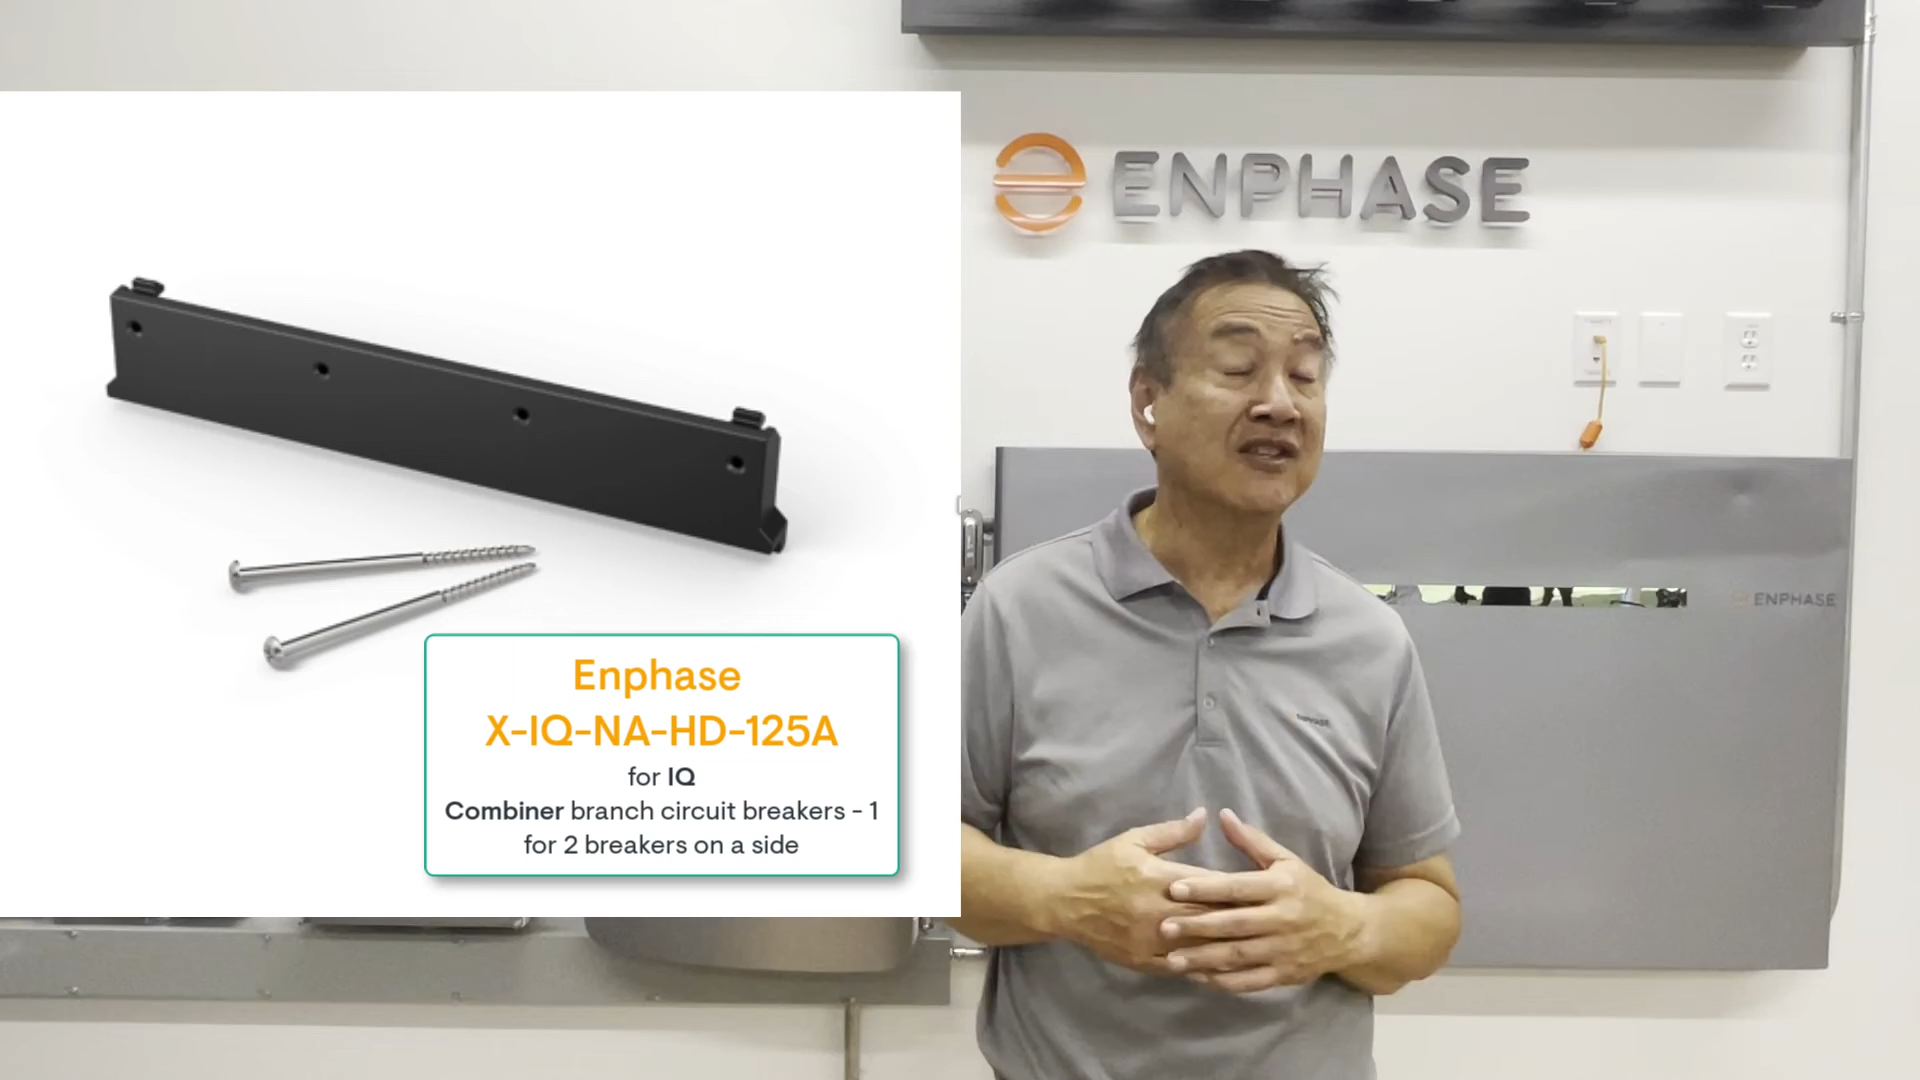 ENPHASE
Enphase
X-IQ-NA-HD-125A
for IQ
Combiner branch circuit breakers - 1
for 2 breakers on a side
ENPHASE
ENPHASE